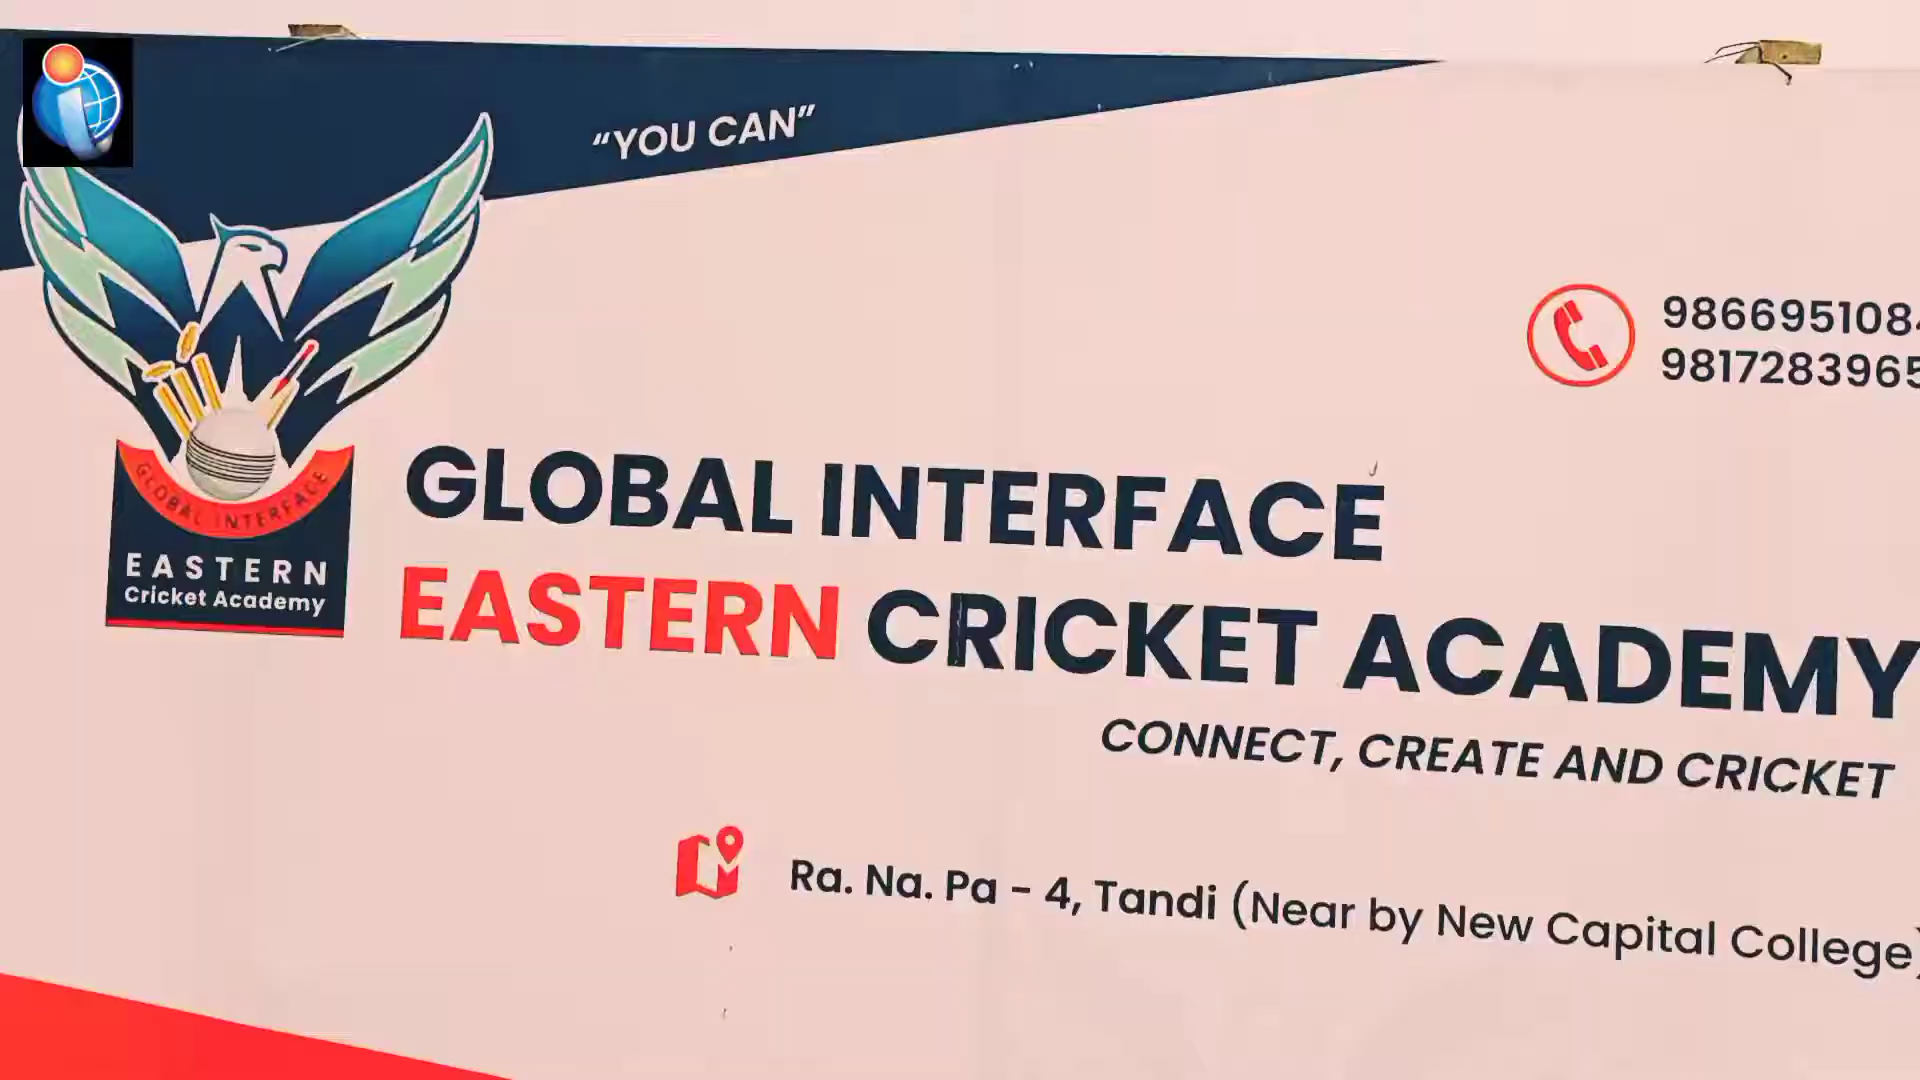 "YOU CAN"
9817283965
GLOBAL INTERFACE
EASTERN CRICKET ACADEMY
CONNECT, CREATE AND CRICKET
Ra. Na. Pa - 4, Tandi (Near by New Capital College)
GLOBAL INTERFACE
EASTERN
Cricket Academy